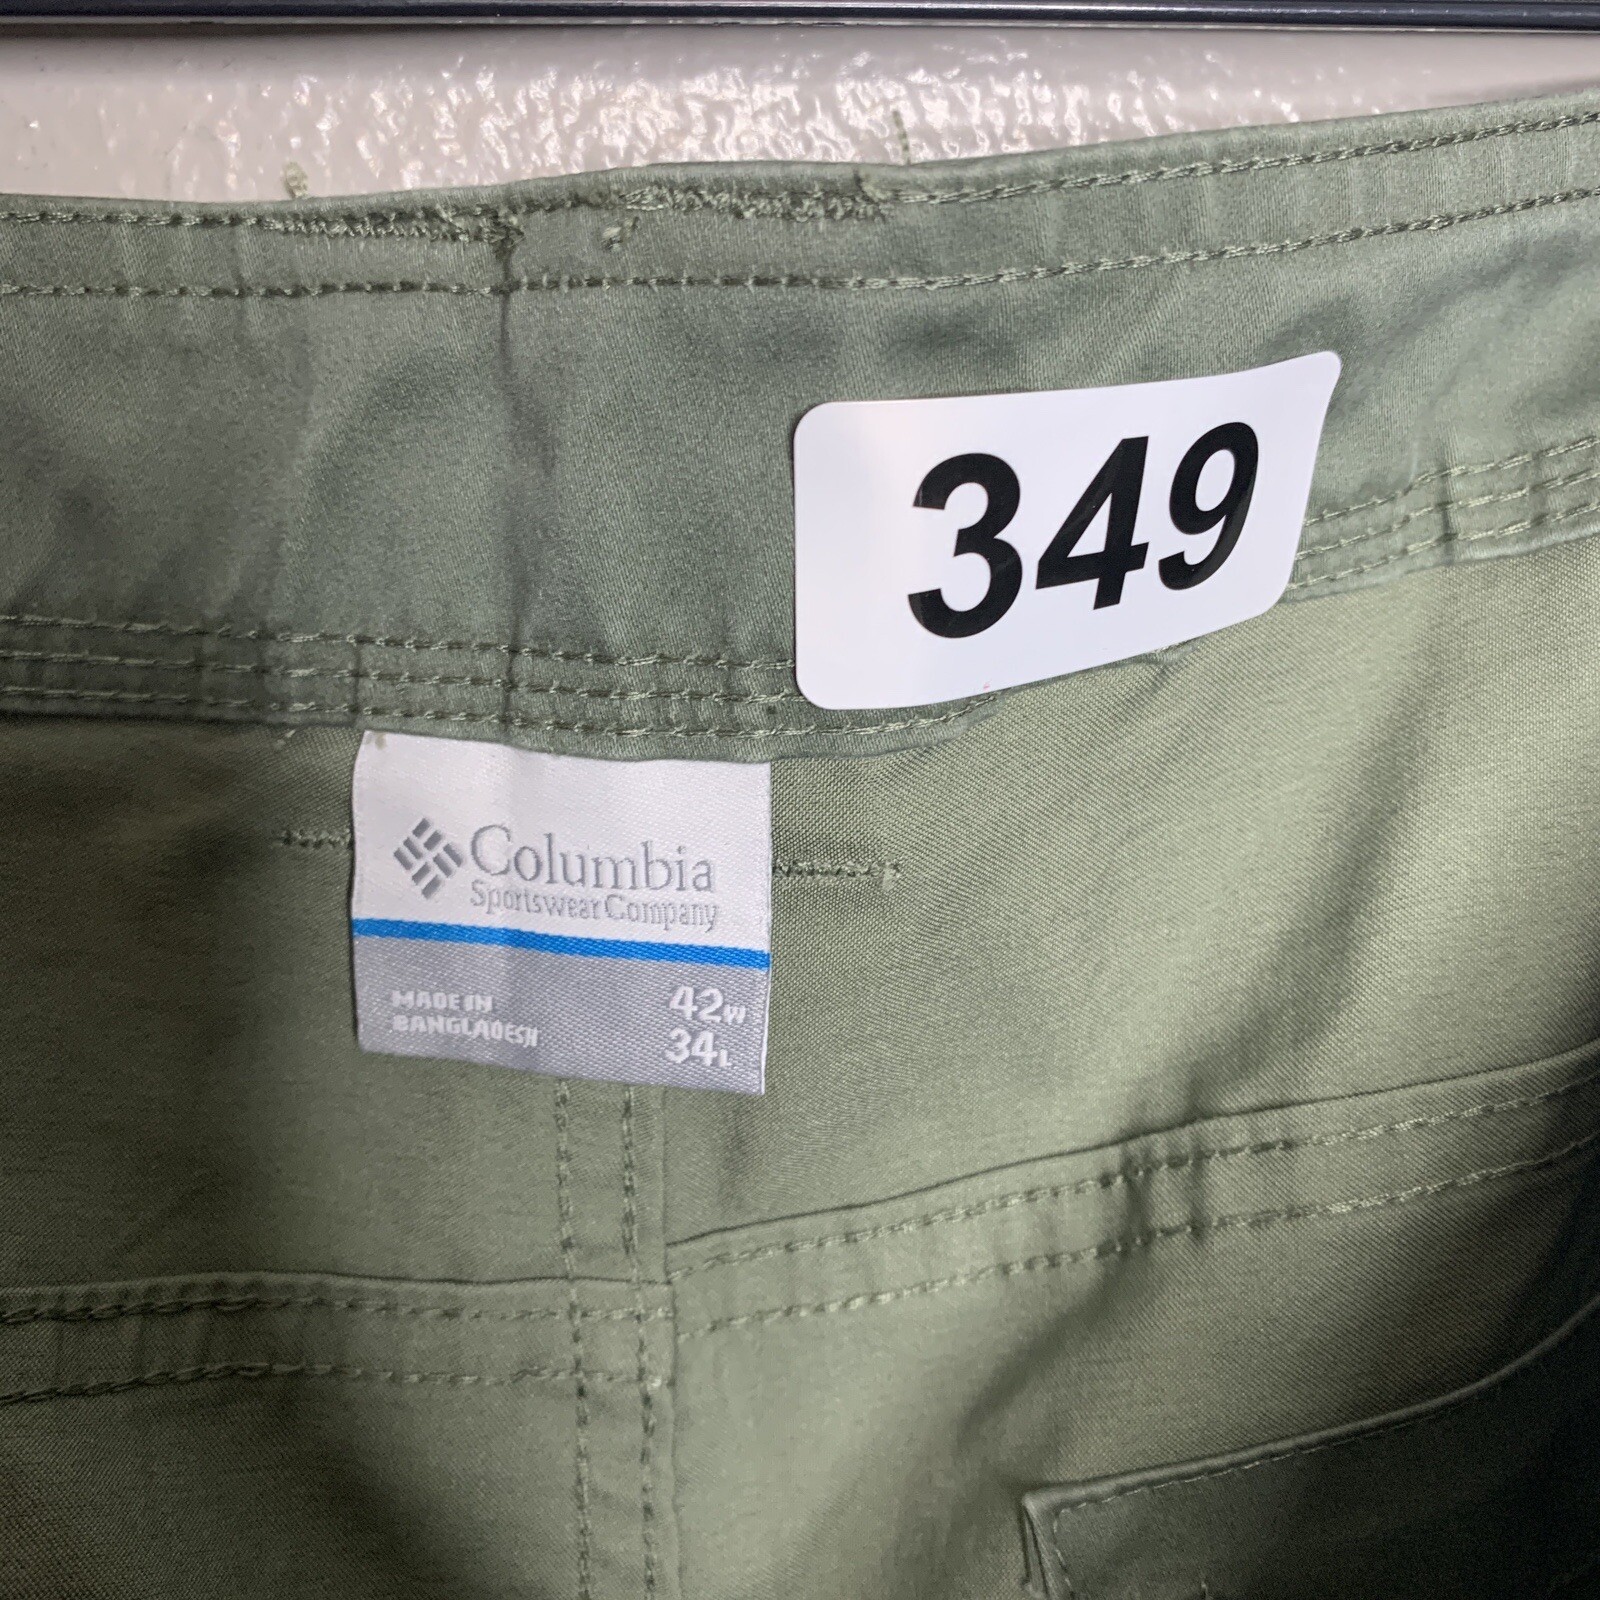 349
Columbia
Sportswear Company
MADE IN
BANGLADESH
42W
34L